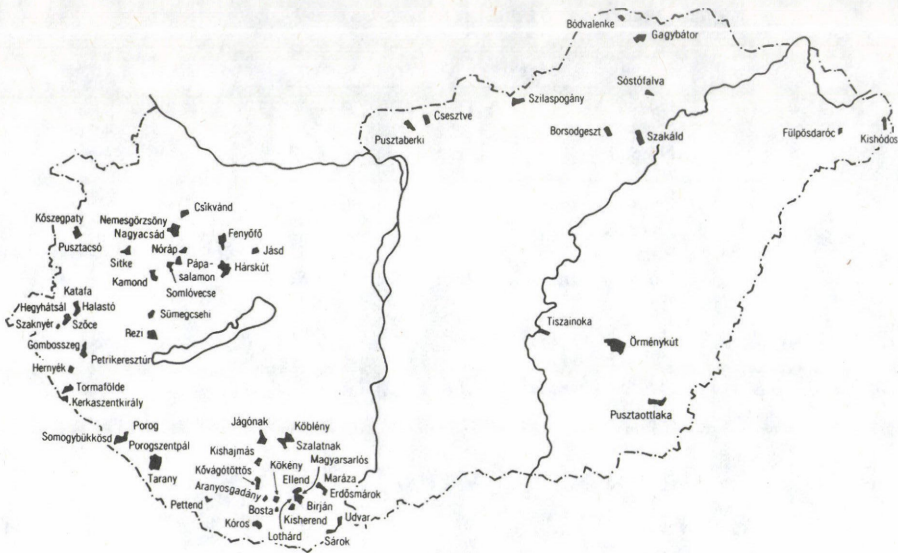 Bódvalenke
Gagybátor
Sóstófalva
Szilaspogány
Csesztve
Pusztaberki
Borsodgeszt
Szakáld
Fülpösdaróc
Kishódos
Csikvánd
Kőszegpaty
Nemesgörzsöny
Nagyacsád
Fenyőfő
Pusztacsó
Nóráp
Jásd
Sitke
Pápa-
salamon
Hárskút
Kamond
Somlóvecse
Katafa
Hegyhátsál
Halastó
Szaknyér
Szőce
Sümegcsehi
Rezi
Gombosszeg
Petrikeresztúr
Hernyék
Tormafölde
Kerkaszentkirály
Tiszainoka
Örménykút
Pusztaottlaka
Porog
Somogybükkösd
Porogszentpál
Tarany
Jágónak
Köblény
Szalatnak
Kishajmás
Magyarsarlós
Kővágótöttös
Kökény
Ellend
Maráza
Aranyosgadány
Erdősmárok
Pettend
Bosta
Birján
Kisherend
Udvar
Kóros
Lothárd
Sárok